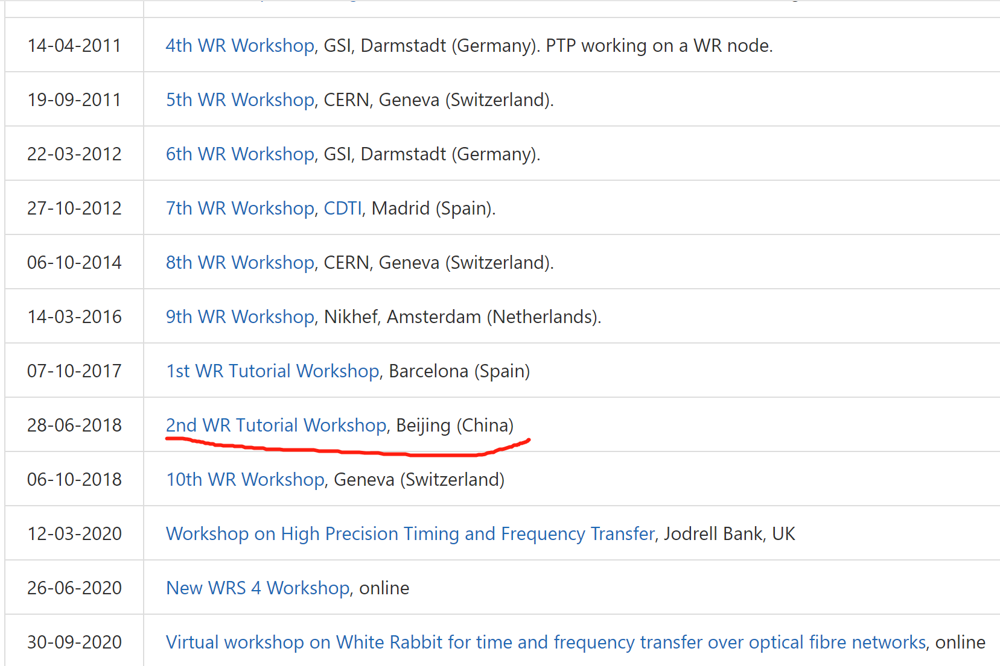 14-04-2011 4th WR Workshop, GSI, Darmstadt (Germany). PTP working on a WR node.
19-09-2011 5th WR Workshop, CERN, Geneva (Switzerland).
22-03-2012 6th WR Workshop, GSI, Darmstadt (Germany).
27-10-2012 7th WR Workshop, CDTI, Madrid (Spain).
06-10-2014 8th WR Workshop, CERN, Geneva (Switzerland).
14-03-2016 9th WR Workshop, Nikhef, Amsterdam (Netherlands).
07-10-2017 1st WR Tutorial Workshop, Barcelona (Spain)
28-06-2018 2nd WR Tutorial Workshop, Beijing (China)
06-10-2018 10th WR Workshop, Geneva (Switzerland)
12-03-2020 Workshop on High Precision Timing and Frequency Transfer, Jodrell Bank, UK
26-06-2020 New WRS 4 Workshop, online
30-09-2020 Virtual workshop on White Rabbit for time and frequency transfer over optical fibre networks, online